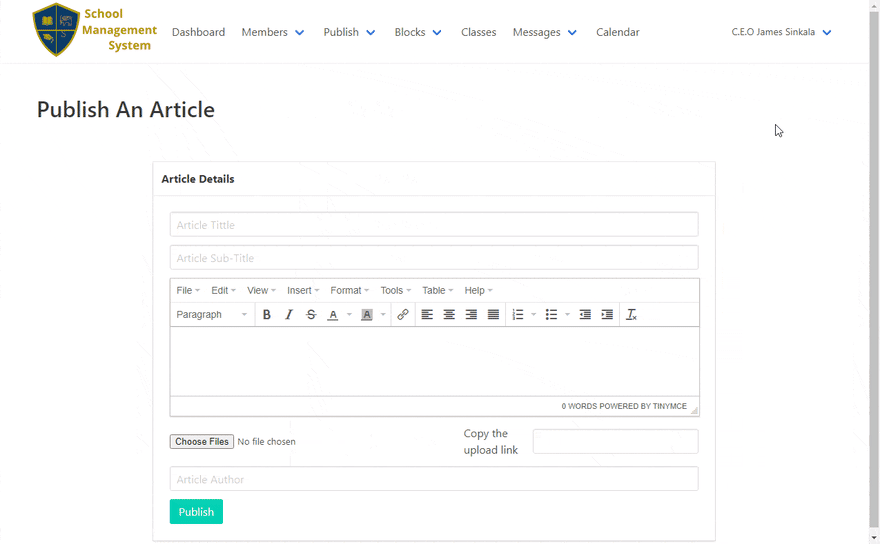 School
Management
System
Dashboard Members Publish Blocks Classes Messages Calendar C.E.O James Sinkala
Publish An Article
Article Details
Article Tittle
Article Sub-Title
File Edit View Insert Format Tools Table Help
Paragraph B I S A A
0 WORDS POWERED BY TINYMCE
Choose Files No file chosen
Copy the
upload link
Article Author
Publish